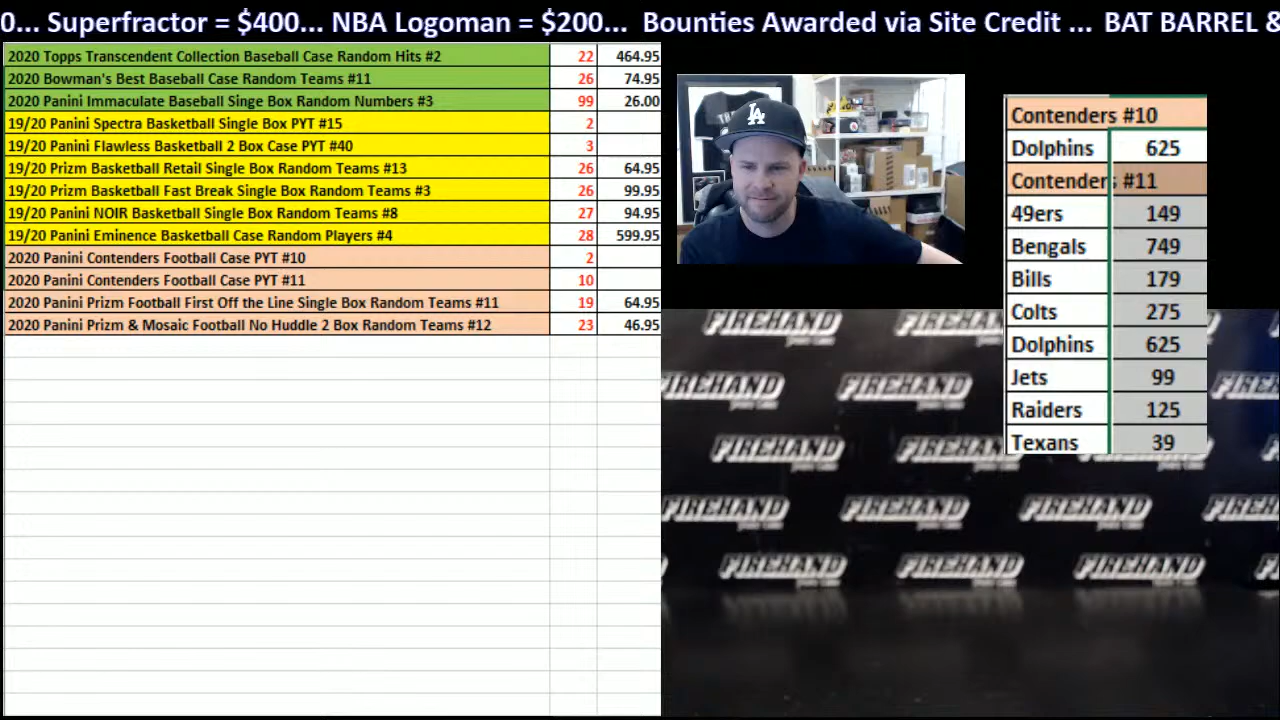 0... Superfractor = $400... NBA Logoman = $200... Bounties Awarded via Site Credit ... BAT BARREL &
2020 Topps Transcendent Collection Baseball Case Random Hits #2 22 464.95
2020 Bowman's Best Baseball Case Random Teams #11 26 74.95
2020 Panini Immaculate Baseball Singe Box Random Numbers #3 99 26.00
19/20 Panini Spectra Basketball Single Box PYT #15 2
19/20 Panini Flawless Basketball 2 Box Case PYT #40 3
19/20 Prizm Basketball Retail Single Box Random Teams #13 26 64.95
19/20 Prizm Basketball Fast Break Single Box Random Teams #3 26 99.95
19/20 Panini NOIR Basketball Single Box Random Teams #8 27 94.95
19/20 Panini Eminence Basketball Case Random Players #4 28 599.95
2020 Panini Contenders Football Case PYT #10 2
2020 Panini Contenders Football Case PYT #11 10
2020 Panini Prizm Football First Off the Line Single Box Random Teams #11 19 64.95
2020 Panini Prizm & Mosaic Football No Huddle 2 Box Random Teams #12 23 46.95
LA
Contenders #10
Dolphins 625
Contenders #11
49ers 149
Bengals 749
Bills 179
Colts 275
Dolphins 625
Jets 99
Raiders 125
Texans 39
FIREHAND FIREHAND
FIREHAND FIREHAND FIREH
FIREHAND FIREHAND
FIREHAND FIREHAND FIREHAND FIREH
FIREHAND FIREHAND FIREHAND